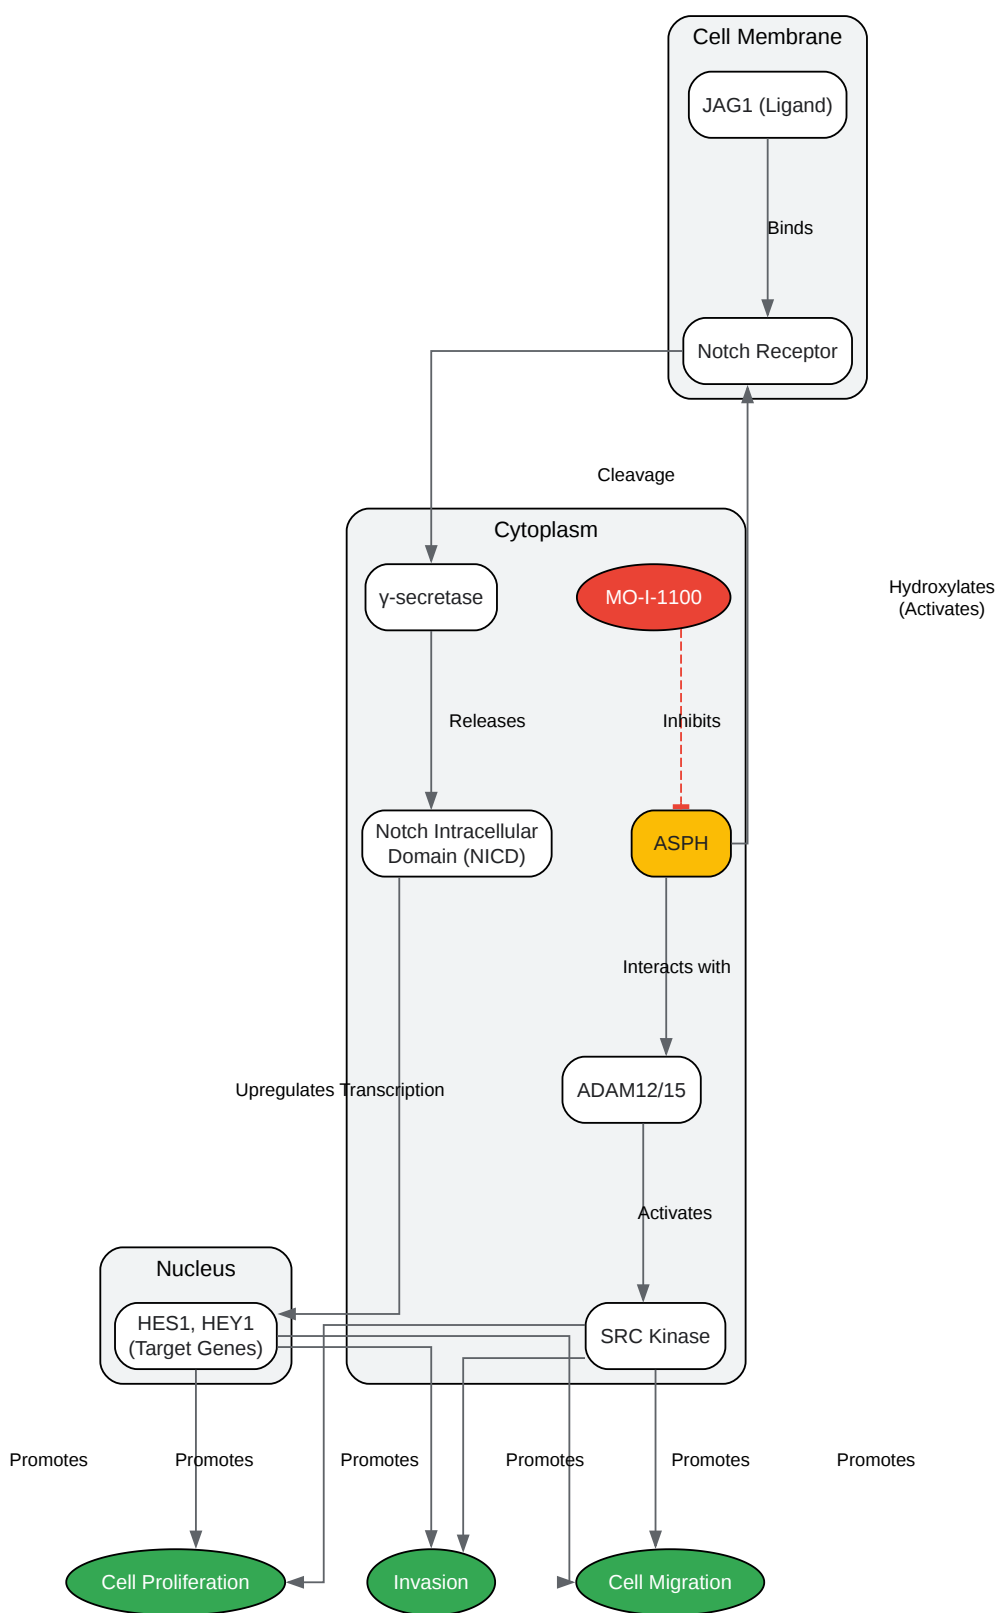 Cell Membrane
JAG1 (Ligand)
Binds
Notch Receptor
Cleavage
Cytoplasm
γ-secretase
MO-I-1100
Hydroxylates
(Activates)
Releases
Inhibits
Notch Intracellular
Domain (NICD)
ASPH
Interacts with
Upregulates Transcription
ADAM12/15
Activates
Nucleus
HES1, HEY1
(Target Genes)
SRC Kinase
Promotes
Promotes
Promotes
Promotes
Promotes
Promotes
Cell Proliferation
Invasion
Cell Migration